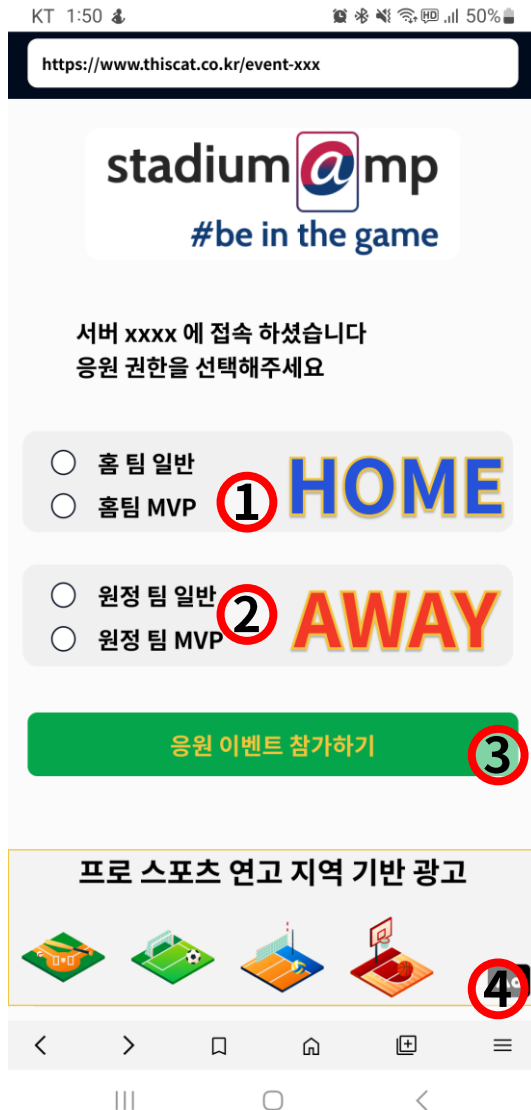 KT 1:50 50%
https://www.thiscat.co.kr/event-xxx
stadium@mp
#be in the game
서버 xxxx 에 접속 하셨습니다
응원 권한을 선택해주세요
홈 팀 일반
홈팀 MVP
1
HOME
원정 팀 일반
원정 팀 MVP
2
AWAY
응원 이벤트 참가하기
3
프로 스포츠 연고 지역 기반 광고
4